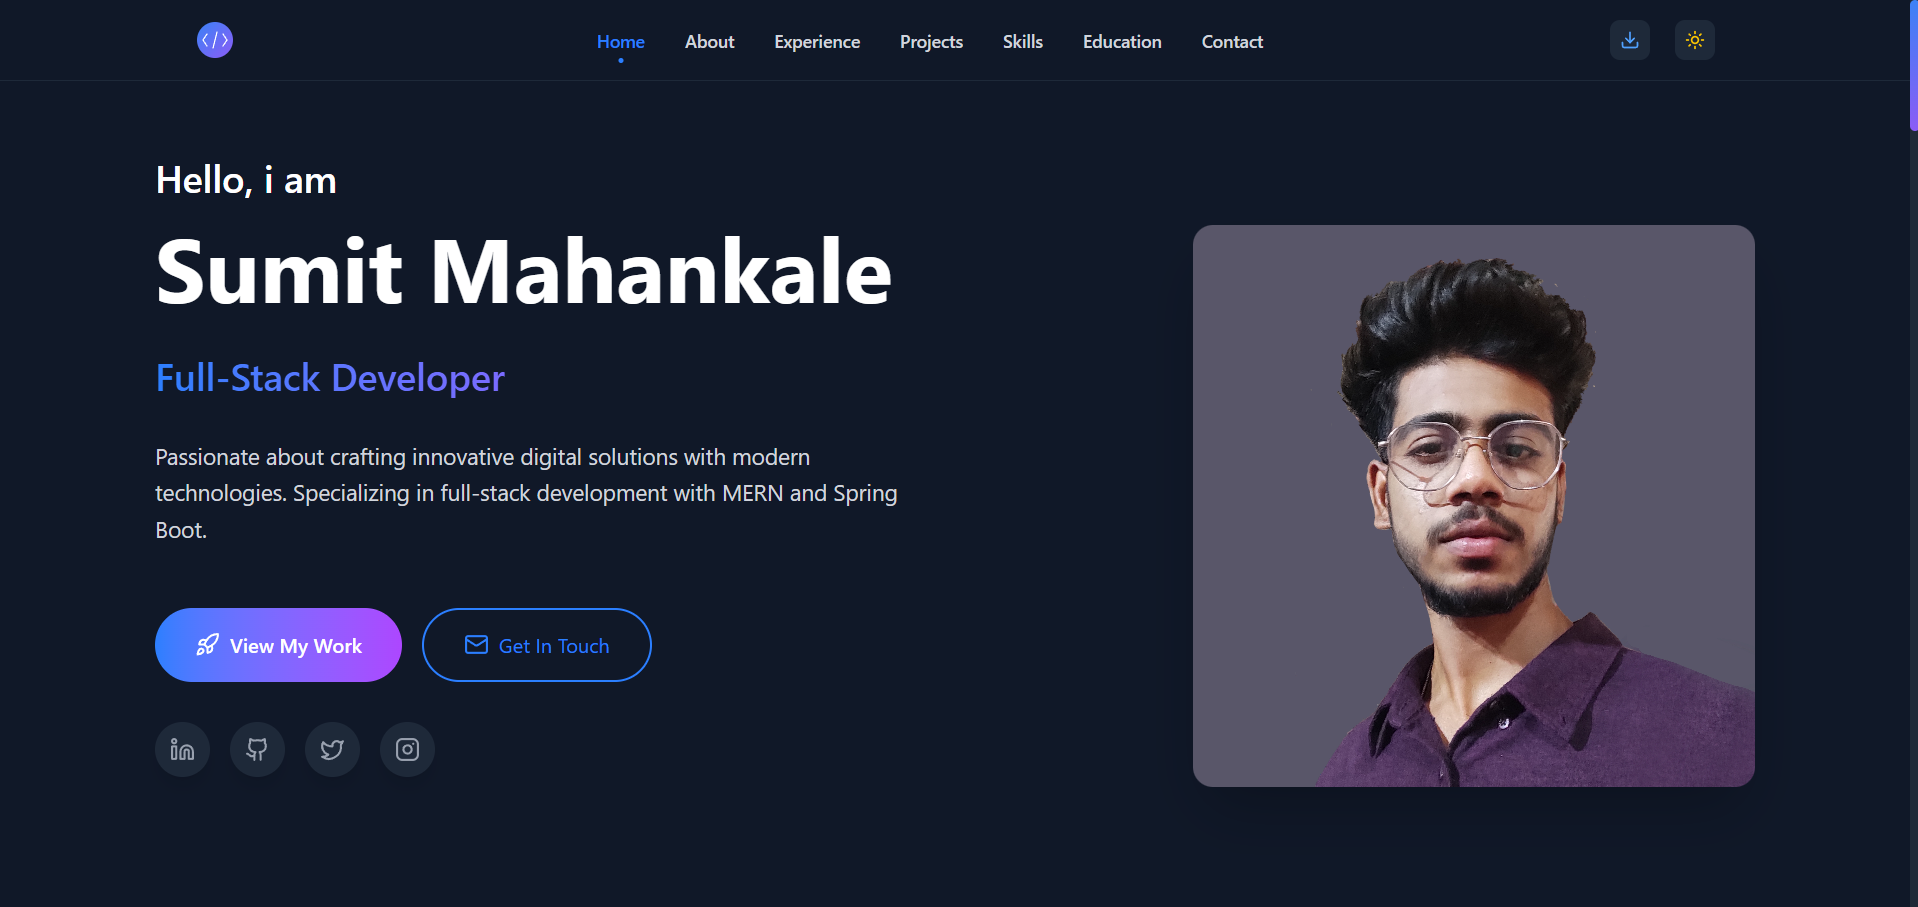 Home About Experience Projects Skills Education Contact
Hello, i am
Sumit Mahankale
Full-Stack Developer
Passionate about crafting innovative digital solutions with modern
technologies. Specializing in full-stack development with MERN and Spring
Boot.
View My Work Get In Touch